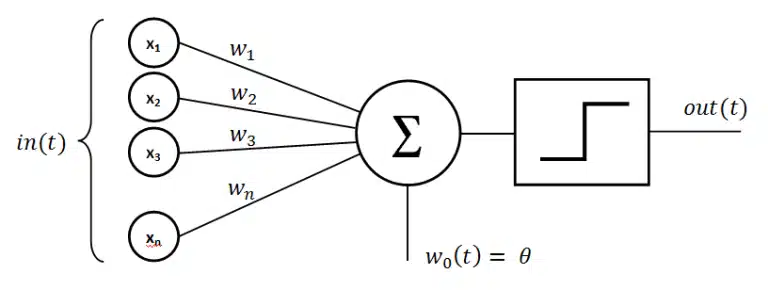 x₁
w₁
x₂
w₂
in(t)
x₃
w₃
∑
out(t)
wₙ
xₙ
w₀(t) = θ